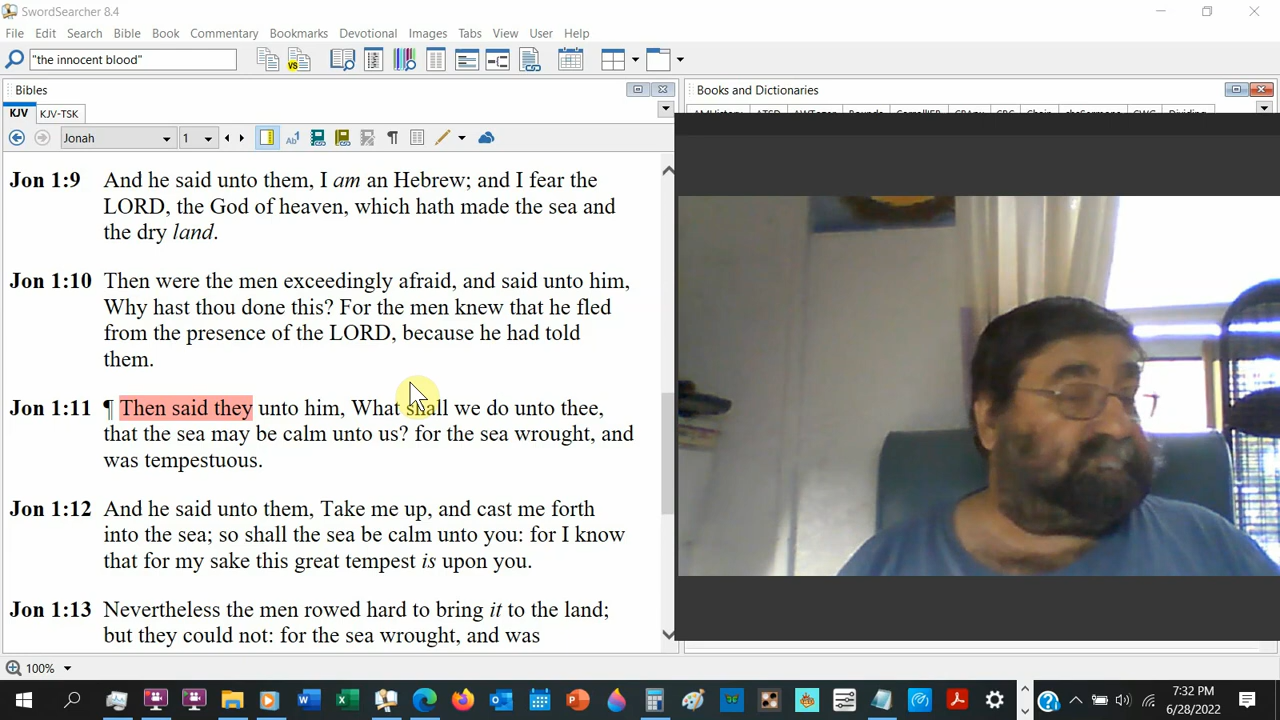 SwordSearcher 8.4
File Edit Search Bible Book Commentary Bookmarks Devotional Images Tabs View User Help
"the innocent blood"
VS
Bibles
KJV KJV-TSK
Jonah 1
Jon 1:9 And he said unto them, I am an Hebrew; and I fear the
LORD, the God of heaven, which hath made the sea and
the dry land.
Jon 1:10 Then were the men exceedingly afraid, and said unto him,
Why hast thou done this? For the men knew that he fled
from the presence of the LORD, because he had told
them.
Jon 1:11 ¶ Then said they unto him, What shall we do unto thee,
that the sea may be calm unto us? for the sea wrought, and
was tempestuous.
Jon 1:12 And he said unto them, Take me up, and cast me forth
into the sea; so shall the sea be calm unto you: for I know
that for my sake this great tempest is upon you.
Jon 1:13 Nevertheless the men rowed hard to bring it to the land;
but they could not: for the sea wrought, and was
100%
Books and Dictionaries
7:32 PM
6/28/2022